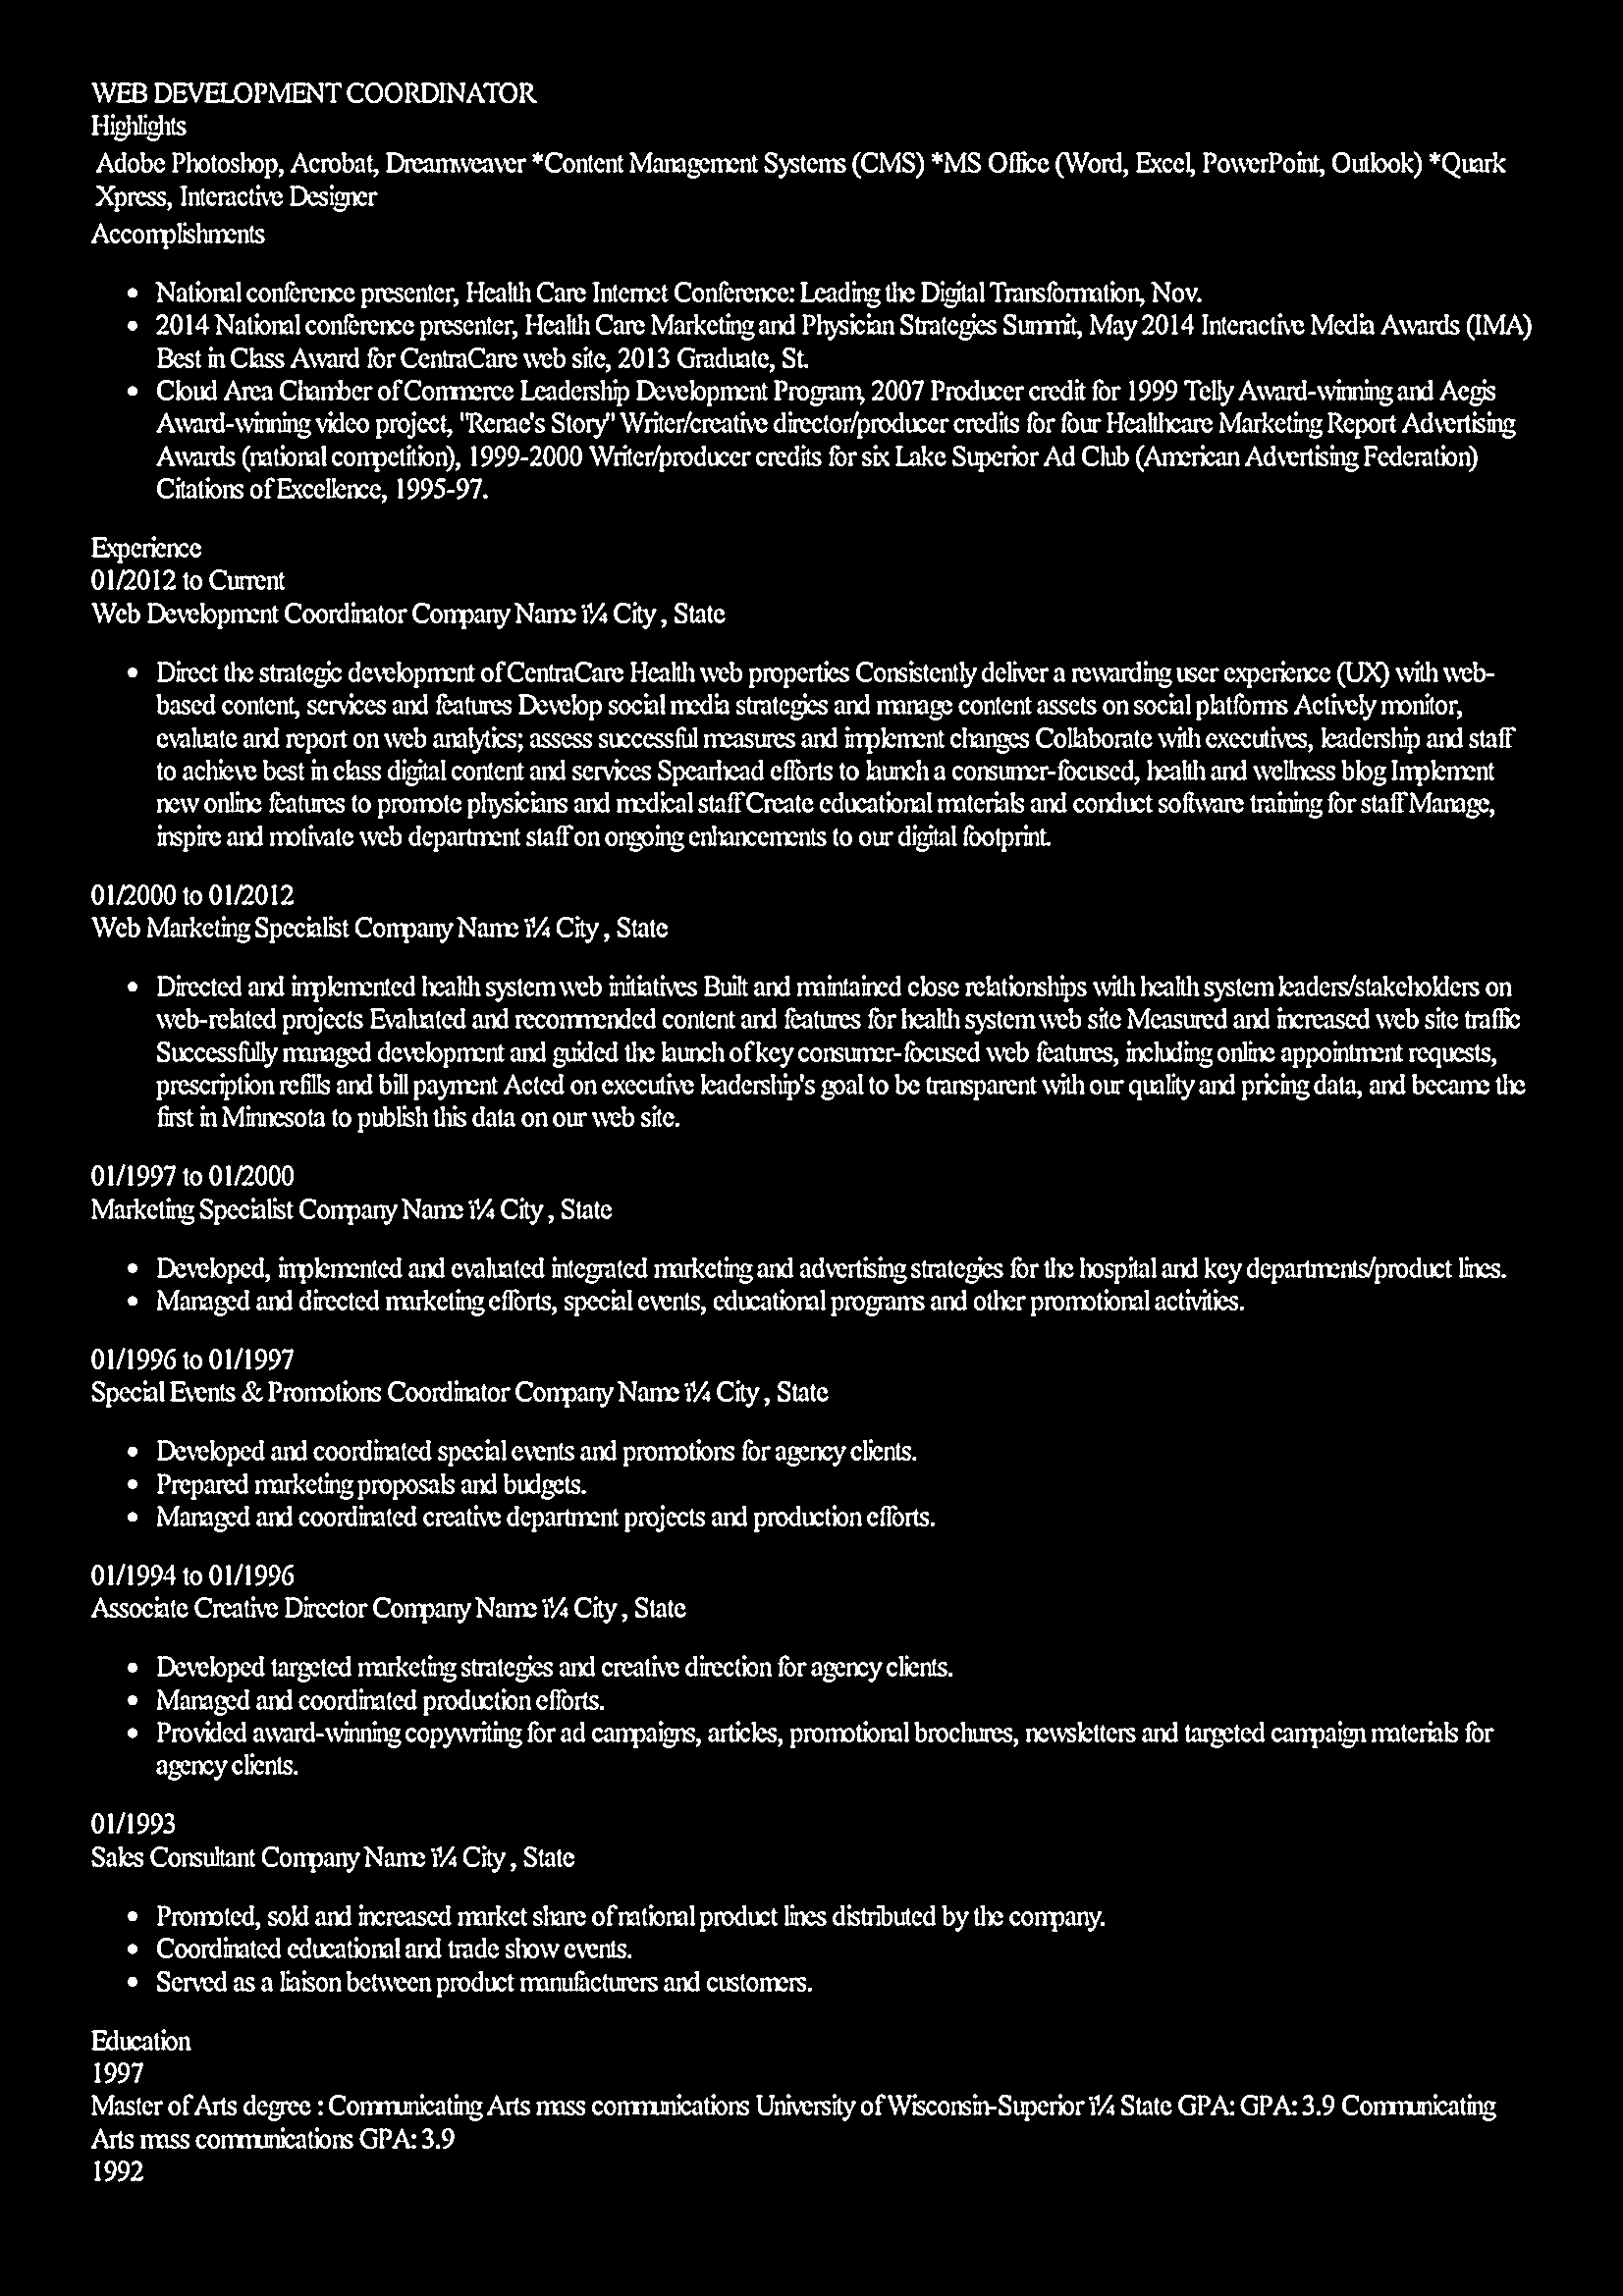 WEB DEVELOPMENT COORDINATOR
Highlights
Adobe Photoshop, Acrobat, Dreamweaver *Content Management Systems (CMS) *MS Office (Word, Excel, PowerPoint, Outlook) *Quark
Xpress, Interactive Designer
Accomplishments
• National conference presenter, Health Care Internet Conference: Leading the Digital Transformation, Nov.
• 2014 National conference presenter, Health Care Marketing and Physician Strategies Summit, May 2014 Interactive Media Awards (IMA)
Best in Class Award for CentraCare web site, 2013 Graduate, St.
• Cloud Area Chamber of Commerce Leadership Development Program, 2007 Producer credit for 1999 Telly Award-winning and Aegis
Award-winning video project, "Renae's Story" Writer/creative director/producer credits for four Healthcare Marketing Report Advertising
Awards (national competition), 1999-2000 Writer/producer credits for six Lake Superior Ad Club (American Advertising Federation)
Citations of Excellence, 1995-97.
Experience
01/2012 to Current
Web Development Coordinator Company Name ï¼ City , State
• Direct the strategic development of CentraCare Health web properties Consistently deliver a rewarding user experience (UX) with web-
based content, services and features Develop social media strategies and manage content assets on social platforms Actively monitor,
evaluate and report on web analytics; assess successful measures and implement changes Collaborate with executives, leadership and staff
to achieve best in class digital content and services Spearhead efforts to launch a consumer-focused, health and wellness blog Implement
new online features to promote physicians and medical staff Create educational materials and conduct software training for staff Manage,
inspire and motivate web department staff on ongoing enhancements to our digital footprint.
01/2000 to 01/2012
Web Marketing Specialist Company Name ï¼ City , State
• Directed and implemented health system web initiatives Built and maintained close relationships with health system leaders/stakeholders on
web-related projects Evaluated and recommended content and features for health system web site Measured and increased web site traffic
Successfully managed development and guided the launch of key consumer-focused web features, including online appointment requests,
prescription refills and bill payment Acted on executive leadership's goal to be transparent with our quality and pricing data, and became the
first in Minnesota to publish this data on our web site.
01/1997 to 01/2000
Marketing Specialist Company Name ï¼ City , State
• Developed, implemented and evaluated integrated marketing and advertising strategies for the hospital and key departments/product lines.
• Managed and directed marketing efforts, special events, educational programs and other promotional activities.
01/1996 to 01/1997
Special Events & Promotions Coordinator Company Name ï¼ City , State
• Developed and coordinated special events and promotions for agency clients.
• Prepared marketing proposals and budgets.
• Managed and coordinated creative department projects and production efforts.
01/1994 to 01/1996
Associate Creative Director Company Name ï¼ City , State
• Developed targeted marketing strategies and creative direction for agency clients.
• Managed and coordinated production efforts.
• Provided award-winning copywriting for ad campaigns, articles, promotional brochures, newsletters and targeted campaign materials for
agency clients.
01/1993
Sales Consultant Company Name ï¼ City , State
• Promoted, sold and increased market share of national product lines distributed by the company.
• Coordinated educational and trade show events.
• Served as a liaison between product manufacturers and customers.
Education
1997
Master of Arts degree : Communicating Arts mass communications University of Wisconsin-Superior ï¼ State GPA: GPA: 3.9 Communicating
Arts mass communications GPA: 3.9
1992